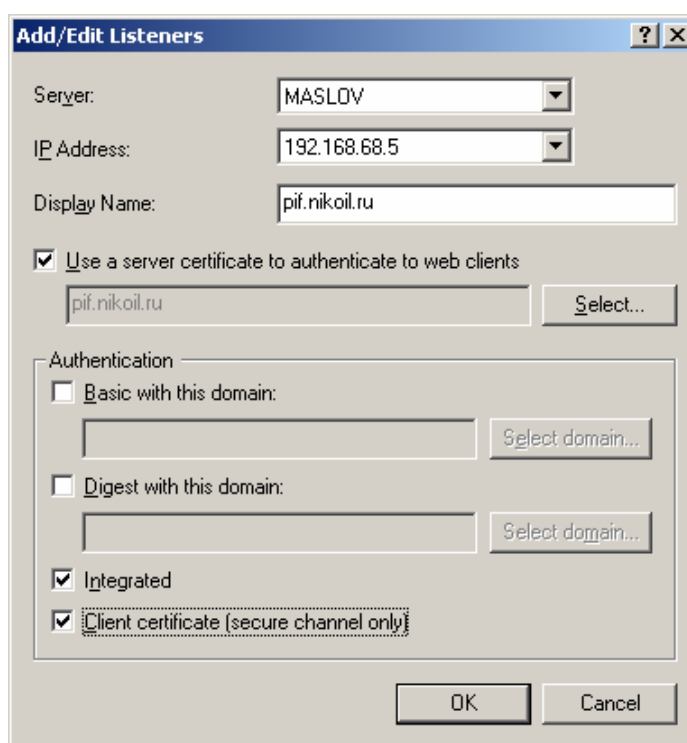 Add/Edit Listeners
Server: MASLOV
IP Address: 192.168.68.5
Display Name: pif.nikoil.ru
Use a server certificate to authenticate to web clients
pif.nikoil.ru Select...
Authentication
Basic with this domain:
Select domain...
Digest with this domain:
Select domain...
Integrated
Client certificate (secure channel only)
OK Cancel